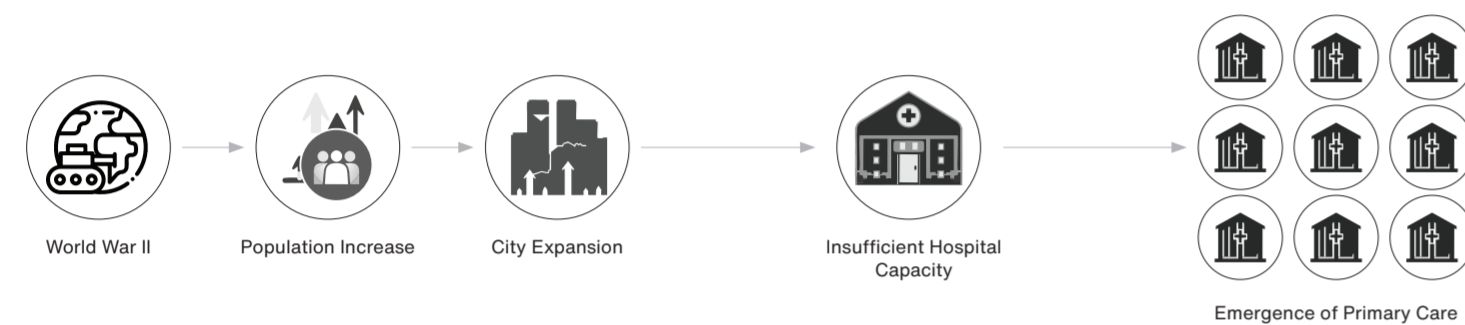 World War II
Population Increase
City Expansion
Insufficient Hospital
Capacity
Emergence of Primary Care